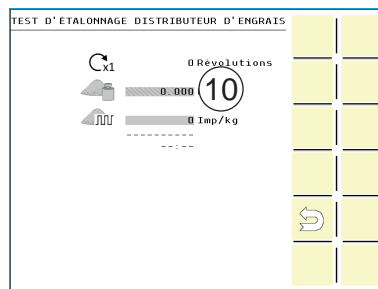 TEST D'ÉTALONNAGE DISTRIBUTEUR D'ENGRAIS
x1 0 Révolutions
0.000 10
0 Imp/kg
----------
--:--